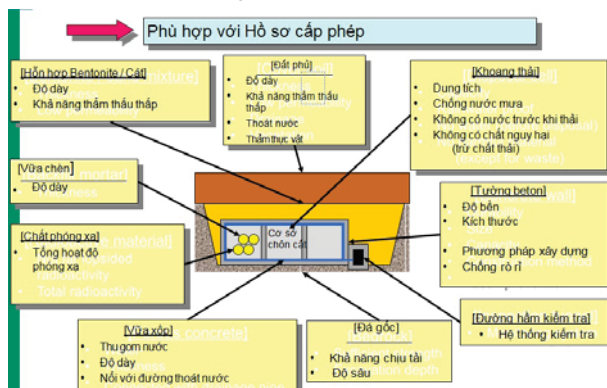 Phù hợp với Hồ sơ cấp phép
[Hỗn hợp Bentonite / Cát]
• Độ dày
• Khả năng thẩm thấu thấp
[Đất phủ]
• Độ dày
• Khả năng thẩm thấu
thấp
• Thoát nước
• Thảm thực vật
[Khoang thải]
• Dung tích
• Chống nước mưa
• Không có nước trước khi thải
• Không có chất nguy hại
(trừ chất thải)
[Vữa chèn]
• Độ dày
[Chất phóng xạ]
• Tổng hoạt độ
phóng xạ
radioactivity
Total radioactivity
Cơ sở
chôn cất
[Tường beton]
• Độ bền
• Kích thước
• Phương pháp xây dựng
• Chống rò rỉ
[Vữa xốp]
• Thu gom nước
• Độ dày
• Nối với đường thoát nước
[Đá gốc]
• Khả năng chịu tải
• Độ sâu
[Đường hầm kiểm tra]
• Hệ thống kiểm tra